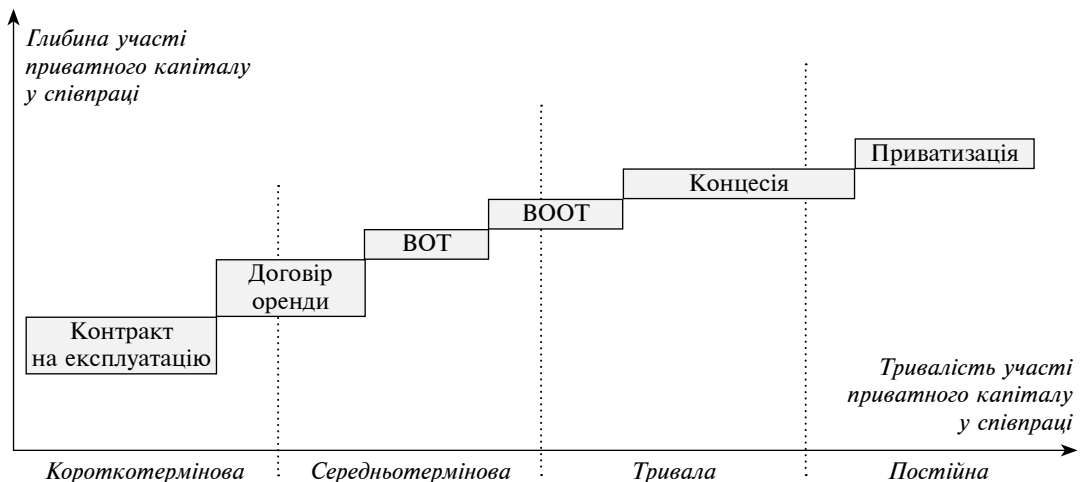 Глибина участі
приватного капіталу
у співпраці
Приватизація
Концесія
BOOT
BOT
Договір
оренди
Контракт
на експлуатацію
Тривалість участі
приватного капіталу
у співпраці
Короткотермінова
Середньотермінова
Тривала
Постійна